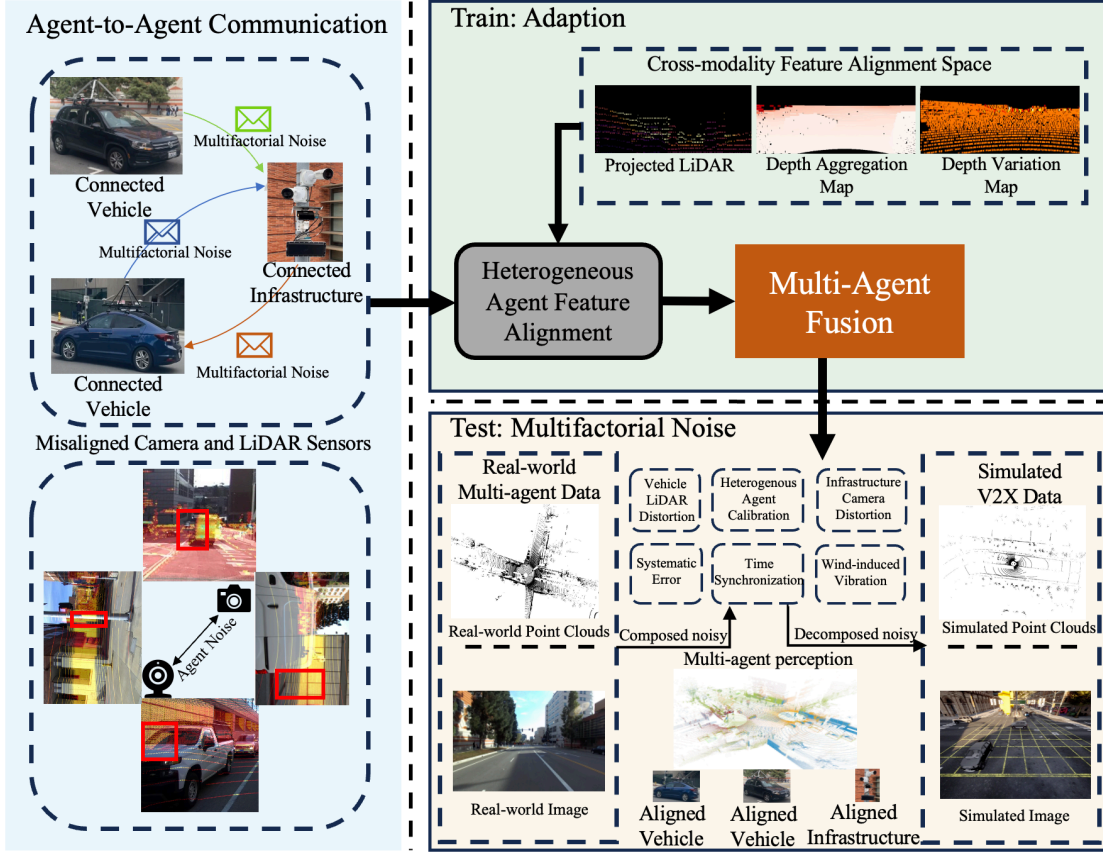 Agent-to-Agent Communication
Multifactorial Noise
Connected
Vehicle
Multifactorial Noise
Connected
Infrastructure
Multifactorial Noise
Connected
Vehicle
Misaligned Camera and LiDAR Sensors
Agent Noise
Train: Adaption
Cross-modality Feature Alignment Space
Projected LiDAR
Depth Aggregation
Map
Depth Variation
Map
Heterogeneous
Agent Feature
Alignment
Multi-Agent
Fusion
Test: Multifactorial Noise
Real-world
Multi-agent Data
Real-world Point Clouds
Real-world Image
Vehicle
LiDAR
Distortion
Heterogenous
Agent
Calibration
Infrastructure
Camera
Distortion
Systematic
Error
Time
Synchronization
Wind-induced
Vibration
Composed noisy
Decomposed noisy
Multi-agent perception
Aligned
Vehicle
Aligned
Vehicle
Aligned
Infrastructure
Simulated
V2X Data
Simulated Point Clouds
Simulated Image